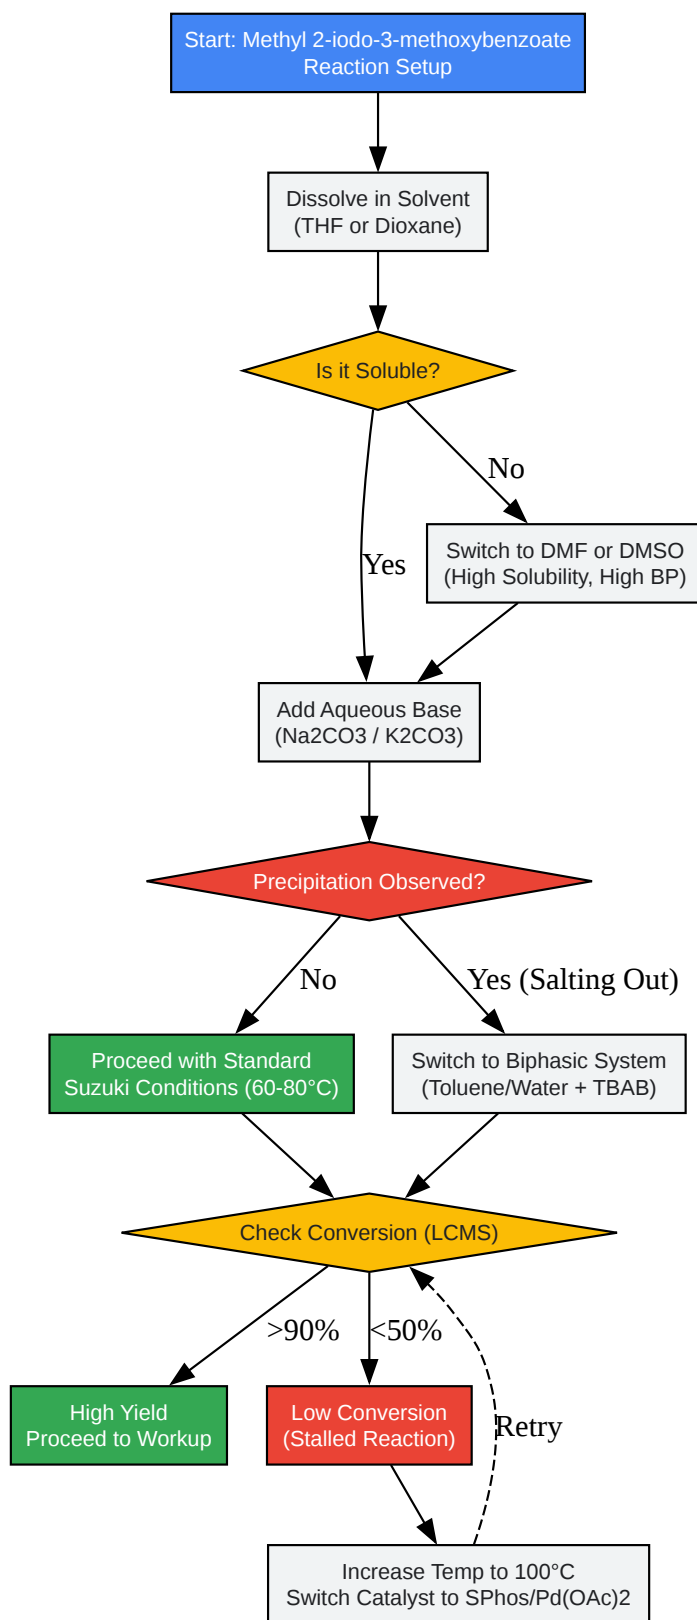 Start: Methyl 2-iodo-3-methoxybenzoate
Reaction Setup
Dissolve in Solvent
(THF or Dioxane)
Is it Soluble?
No
Yes
Switch to DMF or DMSO
(High Solubility, High BP)
Add Aqueous Base
(Na2CO3 / K2CO3)
Precipitation Observed?
No
Yes (Salting Out)
Proceed with Standard
Suzuki Conditions (60-80°C)
Switch to Biphasic System
(Toluene/Water + TBAB)
Check Conversion (LCMS)
>90%
<50%
High Yield
Proceed to Workup
Low Conversion
(Stalled Reaction)
Retry
Increase Temp to 100°C
Switch Catalyst to SPhos/Pd(OAc)2